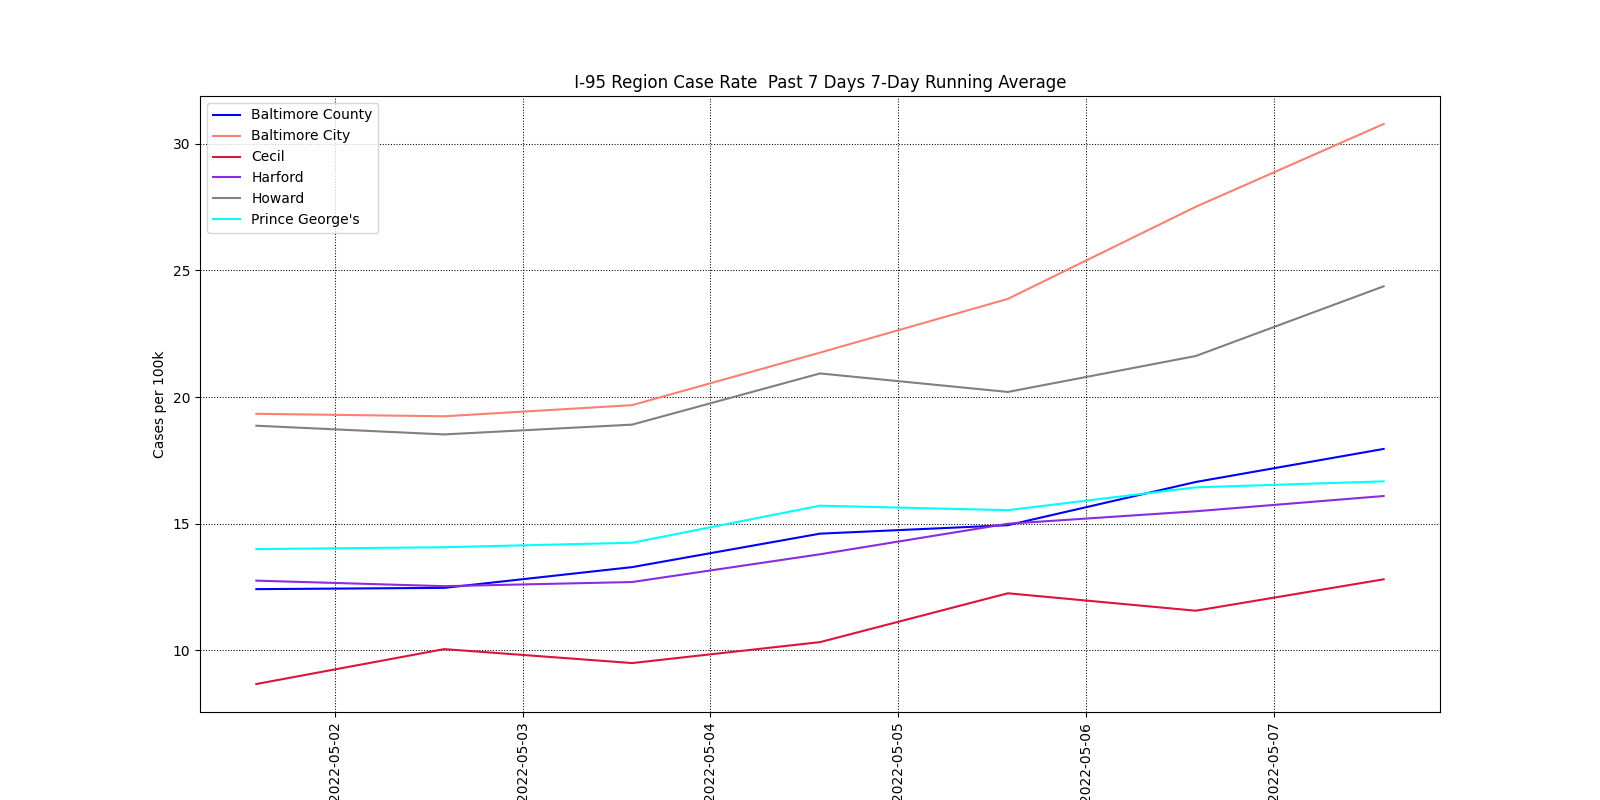 I-95 Region Case Rate  Past 7 Days 7-Day Running Average
Baltimore County
Baltimore City
Cecil
Harford
Howard
Prince George's
Cases per 100k
30
25
20
15
10
2022-05-02
2022-05-03
2022-05-04
2022-05-05
2022-05-06
2022-05-07